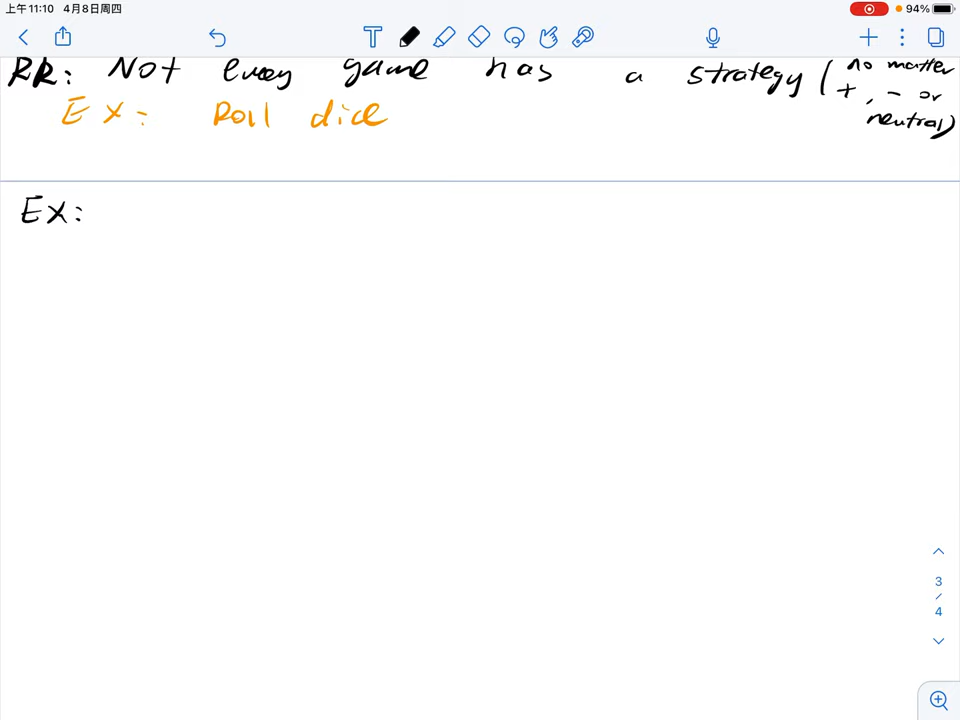 上午11:10 4月8日周四
94%
T
RR: Not every game has a strategy ( no matter
+, - or
neutral)
EX: Roll dice
EX:
3
/
4